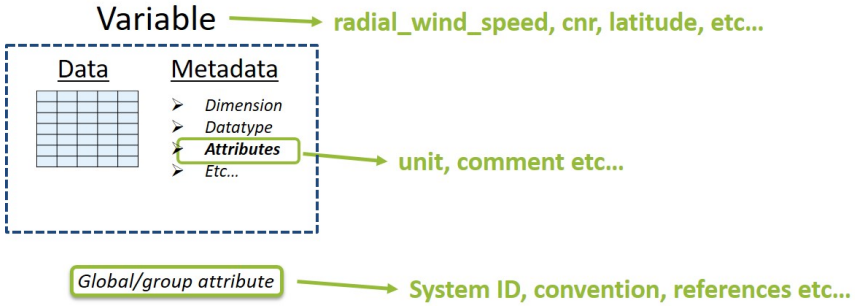 Variable
radial_wind_speed, cnr, latitude, etc...
Data
Metadata
Dimension
Datatype
Attributes
Etc...
unit, comment etc...
Global/group attribute
System ID, convention, references etc...